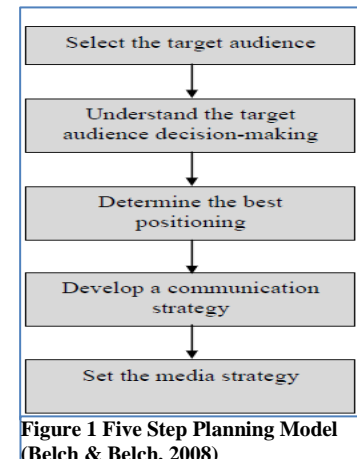 Select the target audience
Understand the target
audience decision-making
Determine the best
positioning
Develop a communication
strategy
Set the media strategy
Figure 1 Five Step Planning Model
(Belch & Belch, 2008)